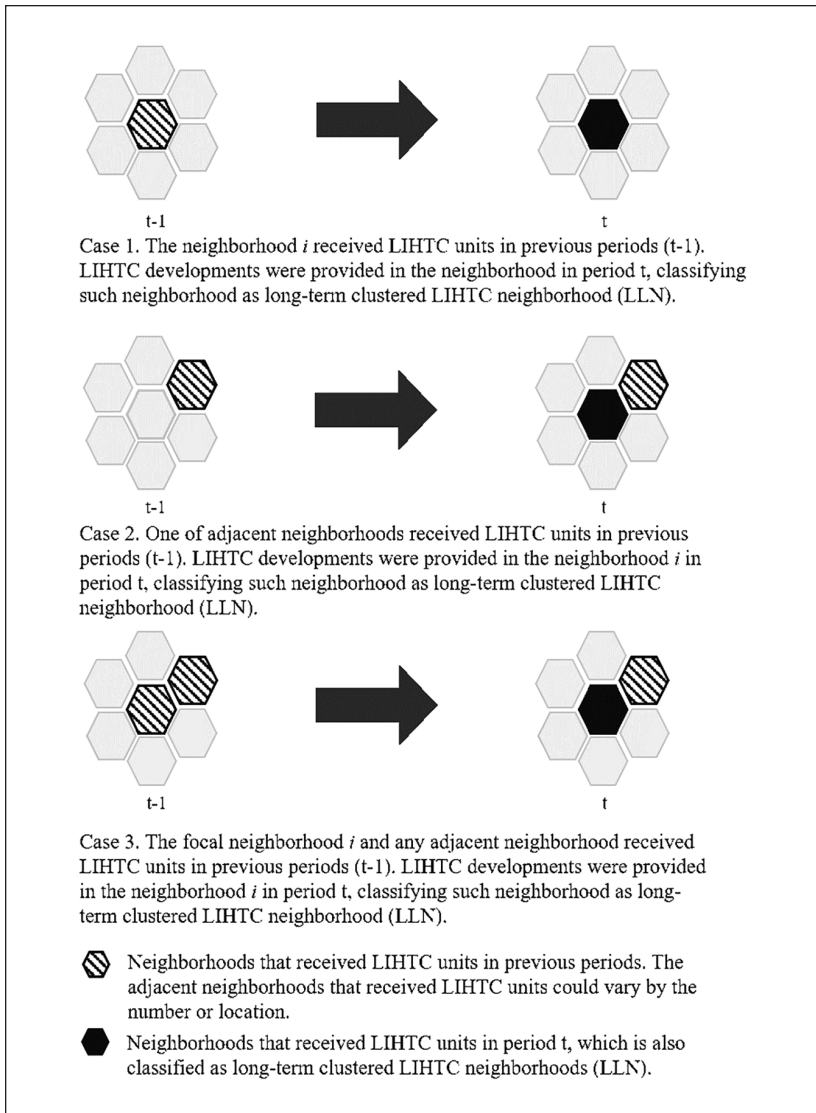 t-1
t
Case 1. The neighborhood i received LIHTC units in previous periods (t-1).
LIHTC developments were provided in the neighborhood in period t, classifying
such neighborhood as long-term clustered LIHTC neighborhood (LLN).
t-1
t
Case 2. One of adjacent neighborhoods received LIHTC units in previous
periods (t-1). LIHTC developments were provided in the neighborhood i in
period t, classifying such neighborhood as long-term clustered LIHTC
neighborhood (LLN).
t-1
t
Case 3. The focal neighborhood i and any adjacent neighborhood received
LIHTC units in previous periods (t-1). LIHTC developments were provided
in the neighborhood i in period t, classifying such neighborhood as long-
term clustered LIHTC neighborhood (LLN).
Neighborhoods that received LIHTC units in previous periods. The
adjacent neighborhoods that received LIHTC units could vary by the
number or location.
Neighborhoods that received LIHTC units in period t, which is also
classified as long-term clustered LIHTC neighborhoods (LLN).